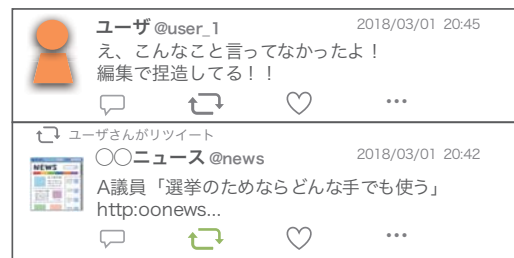 ユーザ @user_1 2018/03/01 20:45
え、こんなこと言ってなかったよ！
編集で捏造してる！！
ユーザさんがリツイート
○○ニュース @news 2018/03/01 20:42
NEWS
A議員「選挙のためならどんな手でも使う」
http:oonews...